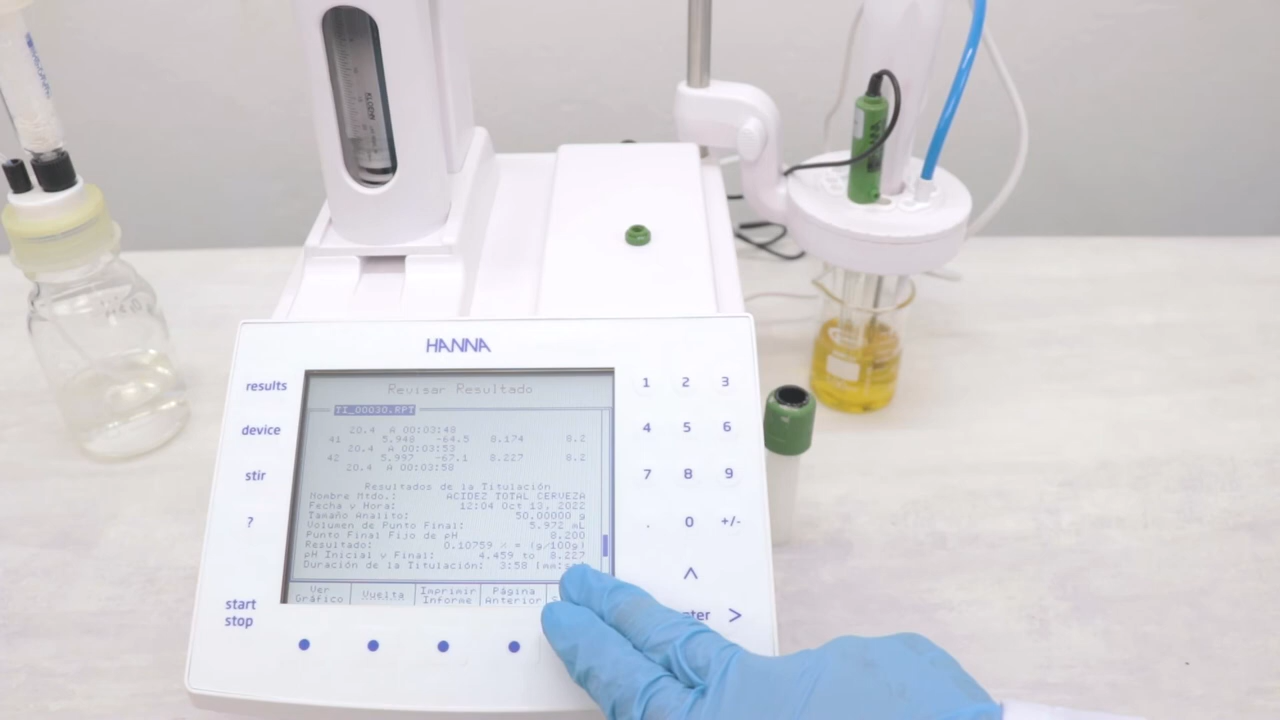 HANNA
results
device
stir
?
start
stop
Revisar Resultado
TI_00030.RPT
20.4 A 00:03:48
41 5.948 -64.5 8.174 8.2
20.4 A 00:03:53
42 5.997 -67.1 8.227 8.2
20.4 A 00:03:58
Resultados de la Titulación
Nombre Mtdo.: ACIDEZ TOTAL CERVEZA
Fecha y Hora: 12:04 Oct 13, 2022
Tamaño Analito: 50.00000 g
Volumen de Punto Final: 5.972 mL
Punto Final Fijo de pH 8.200
Resultado: 0.10759 % = (g/100g)
pH Inicial y Final: 4.459 to 8.227
Duración de la Titulación: 3:58 [mm:ss]
Ver Gráfico
Vuelta
Imprimir Informe
Página Anterior
1 2 3
4 5 6
7 8 9
. 0 +/-